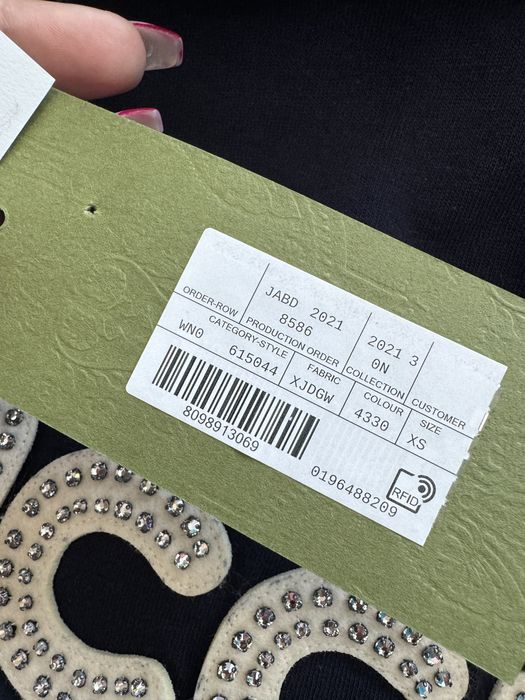 JABD 2021
8586
2021 3
0N
ORDER-ROW
PRODUCTION ORDER
COLLECTION
CUSTOMER
CATEGORY-STYLE
FABRIC
COLOUR
SIZE
WN0
615044
XJDGW
4330
XS
8098913069
0196488209
RFID